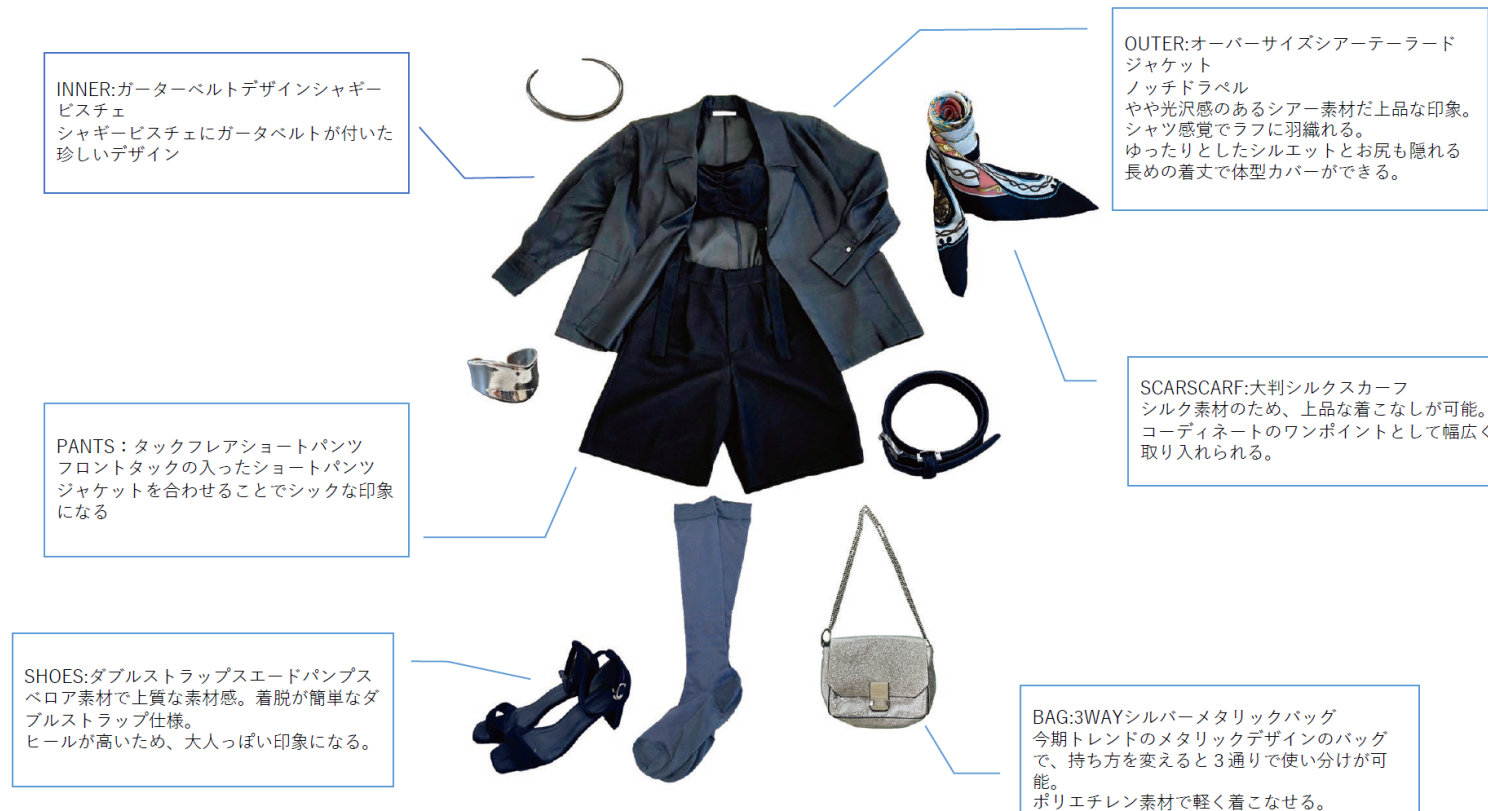 INNER:ガーターベルトデザインシャギー
ビスチェ
シャギービスチェにガータベルトが付いた
珍しいデザイン
OUTER:オーバーサイズシアーテーラード
ジャケット
ノッチドラペル
やや光沢感のあるシアー素材だ上品な印象。
シャツ感覚でラフに羽織れる。
ゆったりとしたシルエットとお尻も隠れる
長めの着丈で体型カバーができる。
SCARSCARF:大判シルクスカーフ
シルク素材のため、上品な着こなしが可能。
コーディネートのワンポイントとして幅広く
取り入れられる。
PANTS：タックフレアショートパンツ
フロントタックの入ったショートパンツ
ジャケットを合わせることでシックな印象
になる
SHOES:ダブルストラップスエードパンプス
ベロア素材で上質な素材感。着脱が簡単なダ
ブルストラップ仕様。
ヒールが高いため、大人っぽい印象になる。
BAG:3WAYシルバーメタリックバッグ
今期トレンドのメタリックデザインのバッグ
で、持ち方を変えると３通りで使い分けが可
能。
ポリエチレン素材で軽く着こなせる。